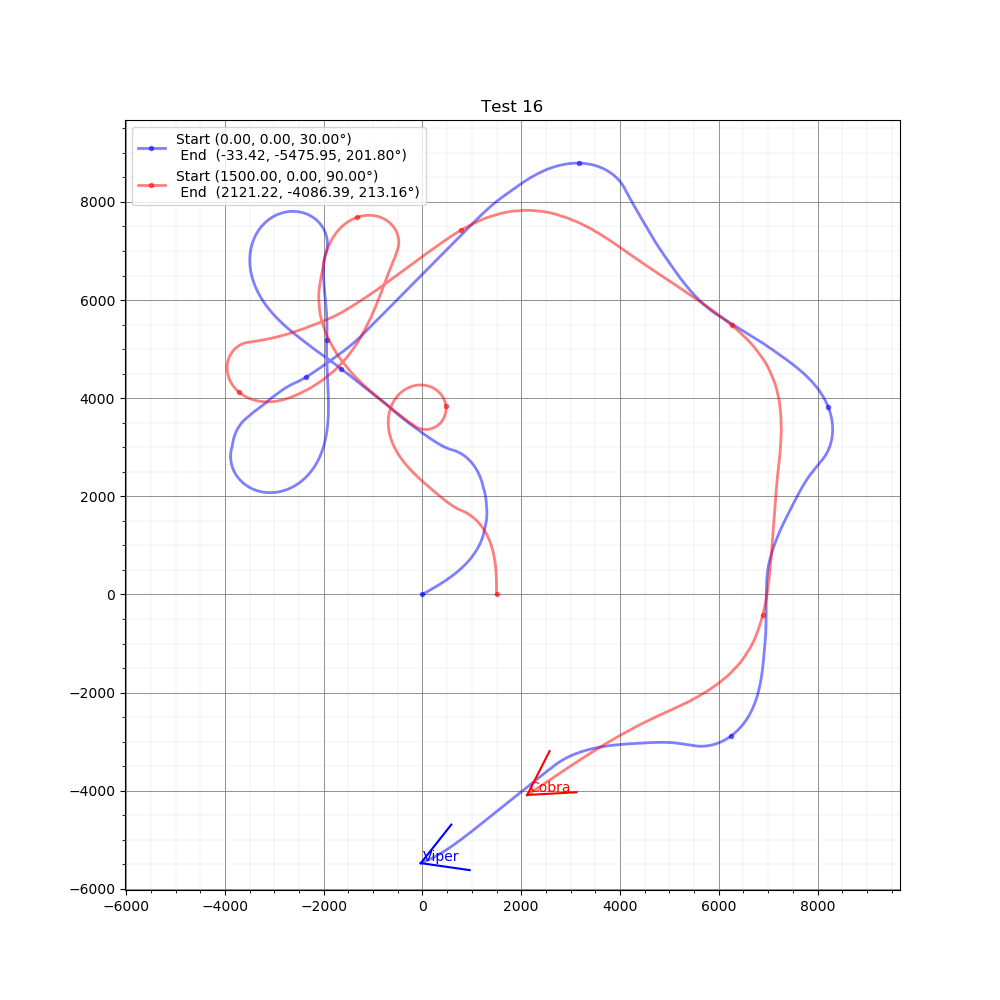 Test 16
Start (0.00, 0.00, 30.00°)
End (-33.42, -5475.95, 201.80°)
Start (1500.00, 0.00, 90.00°)
End (2121.22, -4086.39, 213.16°)
8000
6000
4000
2000
0
−2000
−4000
−6000
Cobra
Viper
−6000 −4000 −2000 0 2000 4000 6000 8000